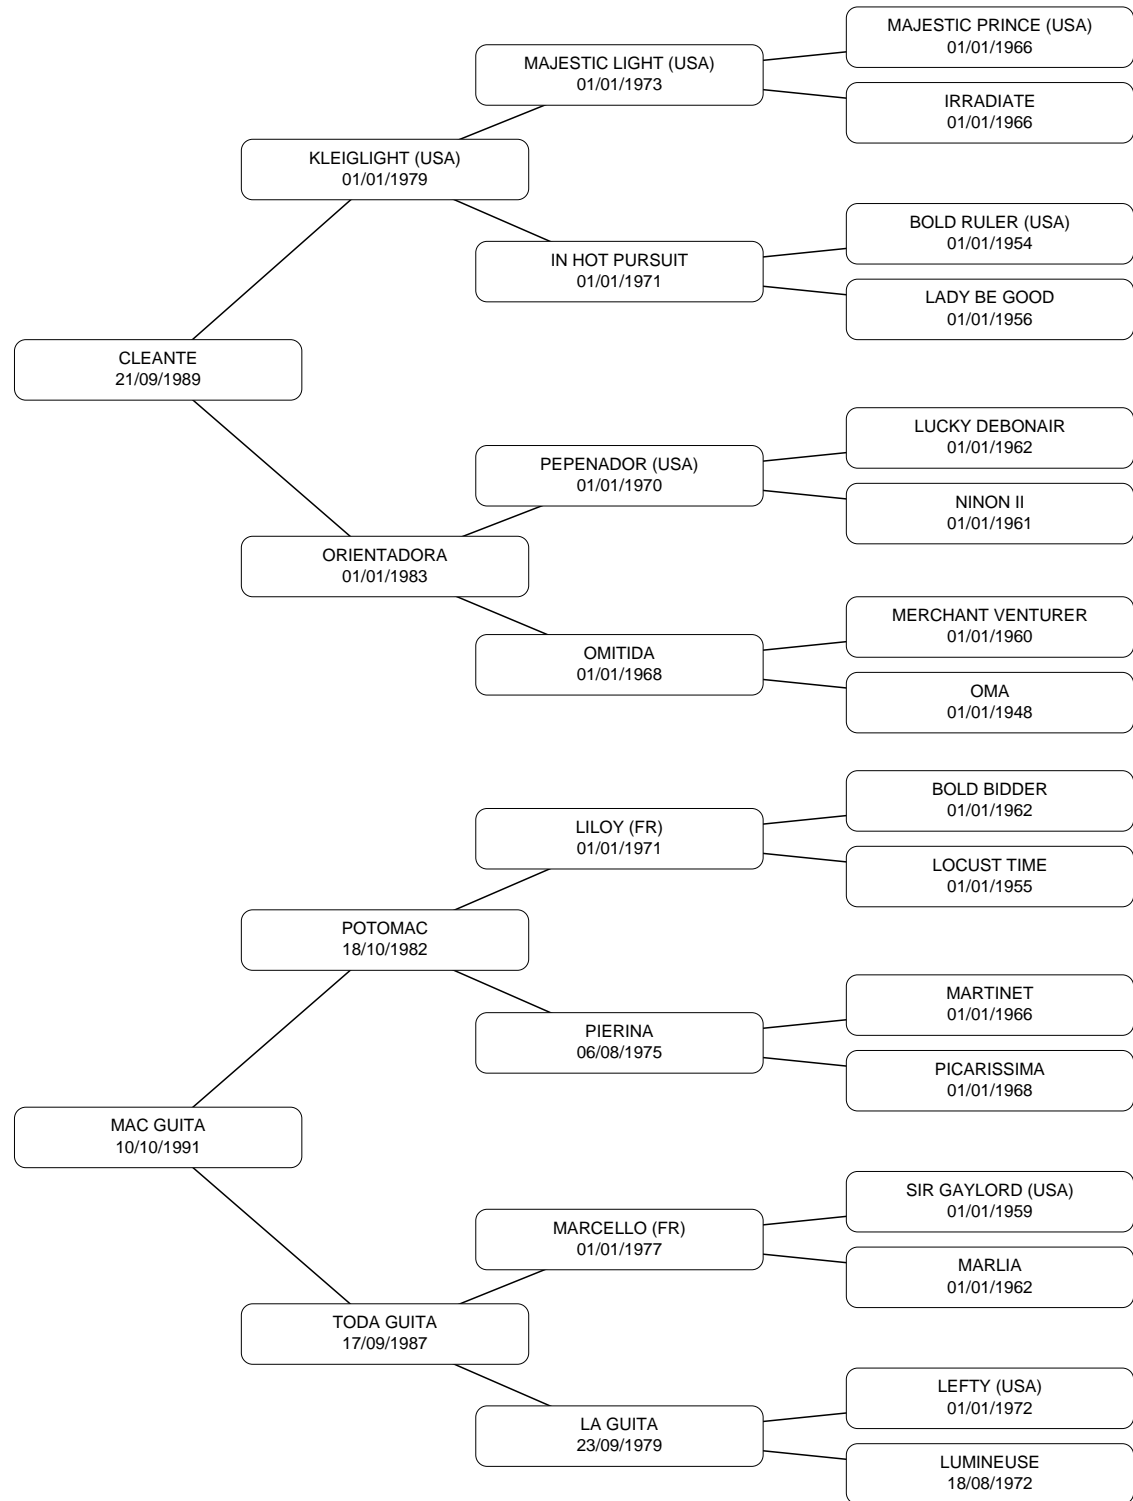 MAJESTIC PRINCE (USA)
01/01/1966
MAJESTIC LIGHT (USA)
01/01/1973
IRRADIATE
01/01/1966
KLEIGLIGHT (USA)
01/01/1979
BOLD RULER (USA)
01/01/1954
IN HOT PURSUIT
01/01/1971
LADY BE GOOD
01/01/1956
CLEANTE
21/09/1989
LUCKY DEBONAIR
01/01/1962
PEPENADOR (USA)
01/01/1970
NINON II
01/01/1961
ORIENTADORA
01/01/1983
MERCHANT VENTURER
01/01/1960
OMITIDA
01/01/1968
OMA
01/01/1948
BOLD BIDDER
01/01/1962
LILOY (FR)
01/01/1971
LOCUST TIME
01/01/1955
POTOMAC
18/10/1982
MARTINET
01/01/1966
PIERINA
06/08/1975
PICARISSIMA
01/01/1968
MAC GUITA
10/10/1991
SIR GAYLORD (USA)
01/01/1959
MARCELLO (FR)
01/01/1977
MARLIA
01/01/1962
TODA GUITA
17/09/1987
LEFTY (USA)
01/01/1972
LA GUITA
23/09/1979
LUMINEUSE
18/08/1972